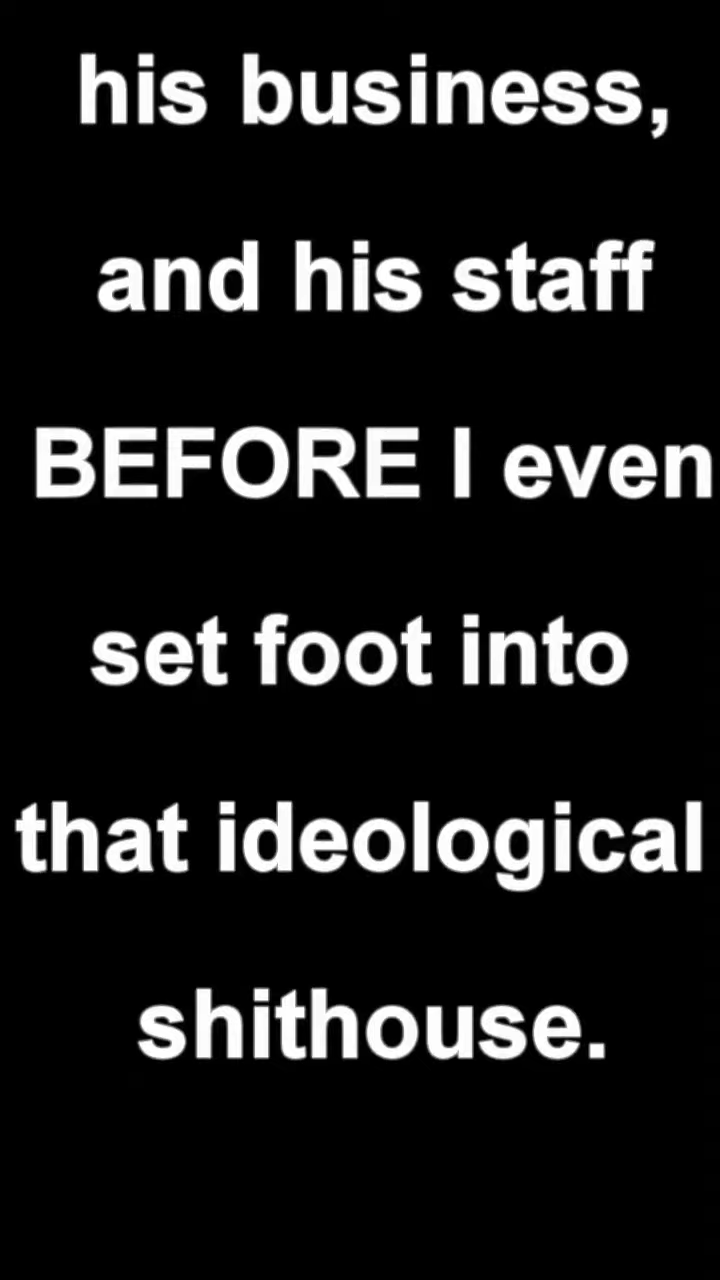 his business,
and his staff
BEFORE I even
set foot into
that ideological
shithouse.